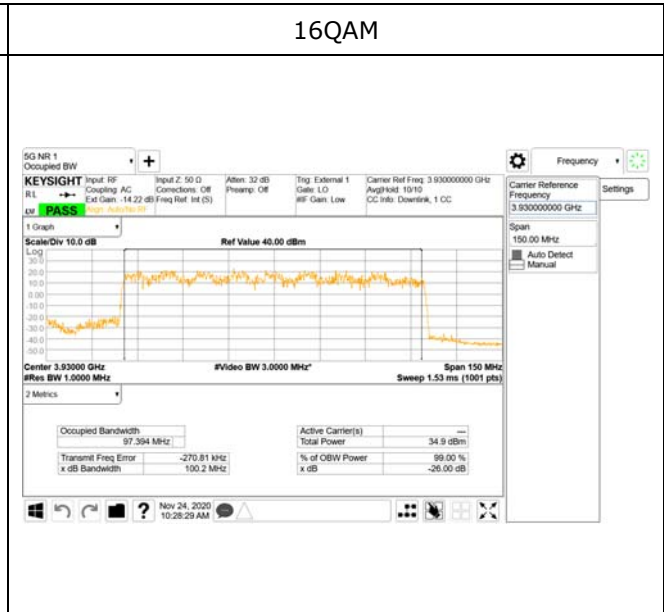 16QAM
5G NR 1
Occupied BW
Frequency
Settings
KEYSIGHT
RL
PASS
Input: RF
Coupling: AC
Ext Gain: -14.22 dB
Align: Auto/No RF
Input Z: 50 Ω
Corrections: Off
Freq Ref: Int (S)
Atten: 32 dB
Preamp: Off
Trig: External 1
Gate: LO
#IF Gain: Low
Carrier Ref Freq: 3.930000000 GHz
Avg|Hold: 10/10
CC Info: Downlink, 1 CC
Carrier Reference
Frequency
3.930000000 GHz
Span
150.00 MHz
Auto Detect
Manual
1 Graph
Scale/Div 10.0 dB
Ref Value 40.00 dBm
Log
30.0
20.0
10.0
0.00
-10.0
-20.0
-30.0
-40.0
-50.0
Center 3.93000 GHz
#Video BW 3.0000 MHz*
Span 150 MHz
#Res BW 1.0000 MHz
Sweep 1.53 ms (1001 pts)
2 Metrics
Occupied Bandwidth
97.394 MHz
Transmit Freq Error -270.81 kHz
x dB Bandwidth 100.2 MHz
Active Carrier(s) ---
Total Power 34.9 dBm
% of OBW Power 99.00 %
x dB -26.00 dB
?
Nov 24, 2020
10:28:29 AM